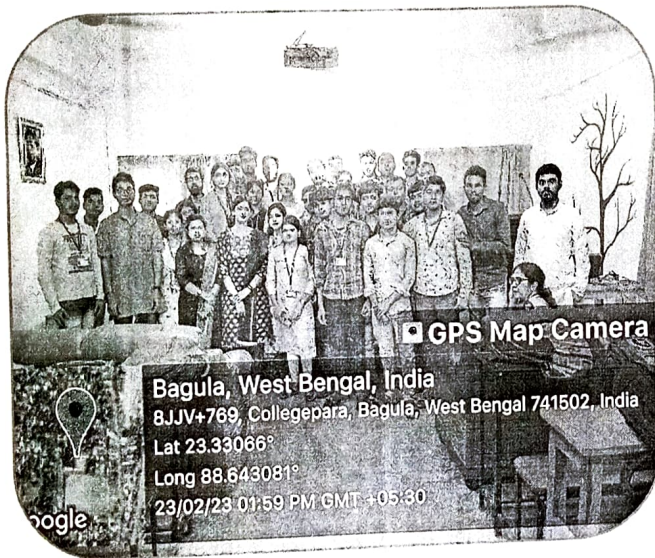 GPS Map Camera
Bagula, West Bengal, India
8JJV+769, Collegepara, Bagula, West Bengal 741502, India
Lat 23.33066°
Long 88.643081°
23/02/23 01:59 PM GMT +05:30
oogle